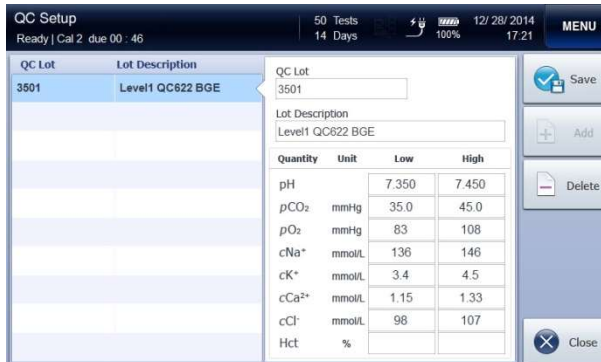 QC Setup
Ready | Cal 2 due 00 : 46
50 Tests
14 Days
100%
12/ 28/ 2014
17:21
MENU
QC Lot Lot Description
3501 Level1 QC622 BGE
QC Lot
3501
Lot Description
Level1 QC622 BGE
Quantity Unit Low High
pH 7.350 7.450
pCO₂ mmHg 35.0 45.0
pO₂ mmHg 83 108
cNa⁺ mmol/L 136 146
cK⁺ mmol/L 3.4 4.5
cCa²⁺ mmol/L 1.15 1.33
cCl⁻ mmol/L 98 107
Hct %
Save
Add
Delete
Close